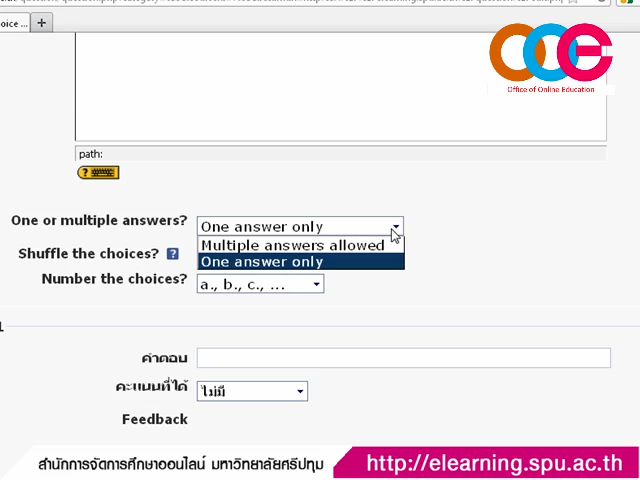 oice ...
Office of Online Education
path:
One or multiple answers?
One answer only
Multiple answers allowed
One answer only
Shuffle the choices?
Number the choices?
a., b., c., ...
คำตอบ
คะแนนที่ได้
ไม่มี
Feedback
สำนักการจัดการศึกษาออนไลน์ มหาวิทยาลัยศรีปทุม
http://elearning.spu.ac.th